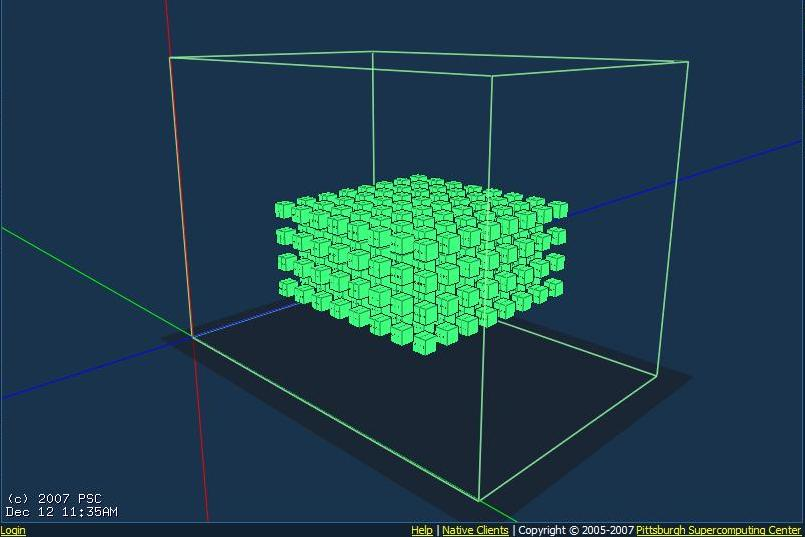 (c) 2007 PSC
Dec 12 11:35AM
Login Help | Native Clients | Copyright © 2005-2007 Pittsburgh Supercomputing Center